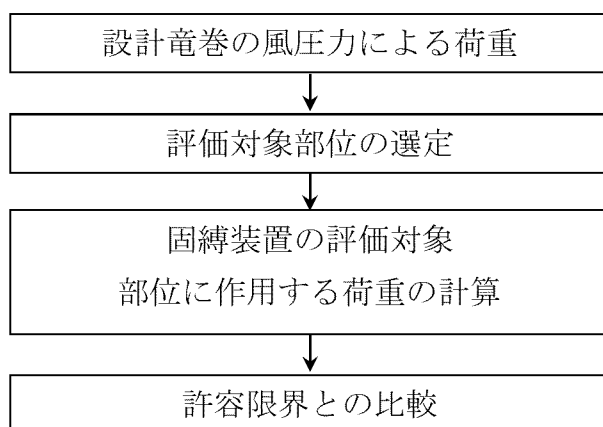 設計竜巻の風圧力による荷重
評価対象部位の選定
固縛装置の評価対象
部位に作用する荷重の計算
許容限界との比較